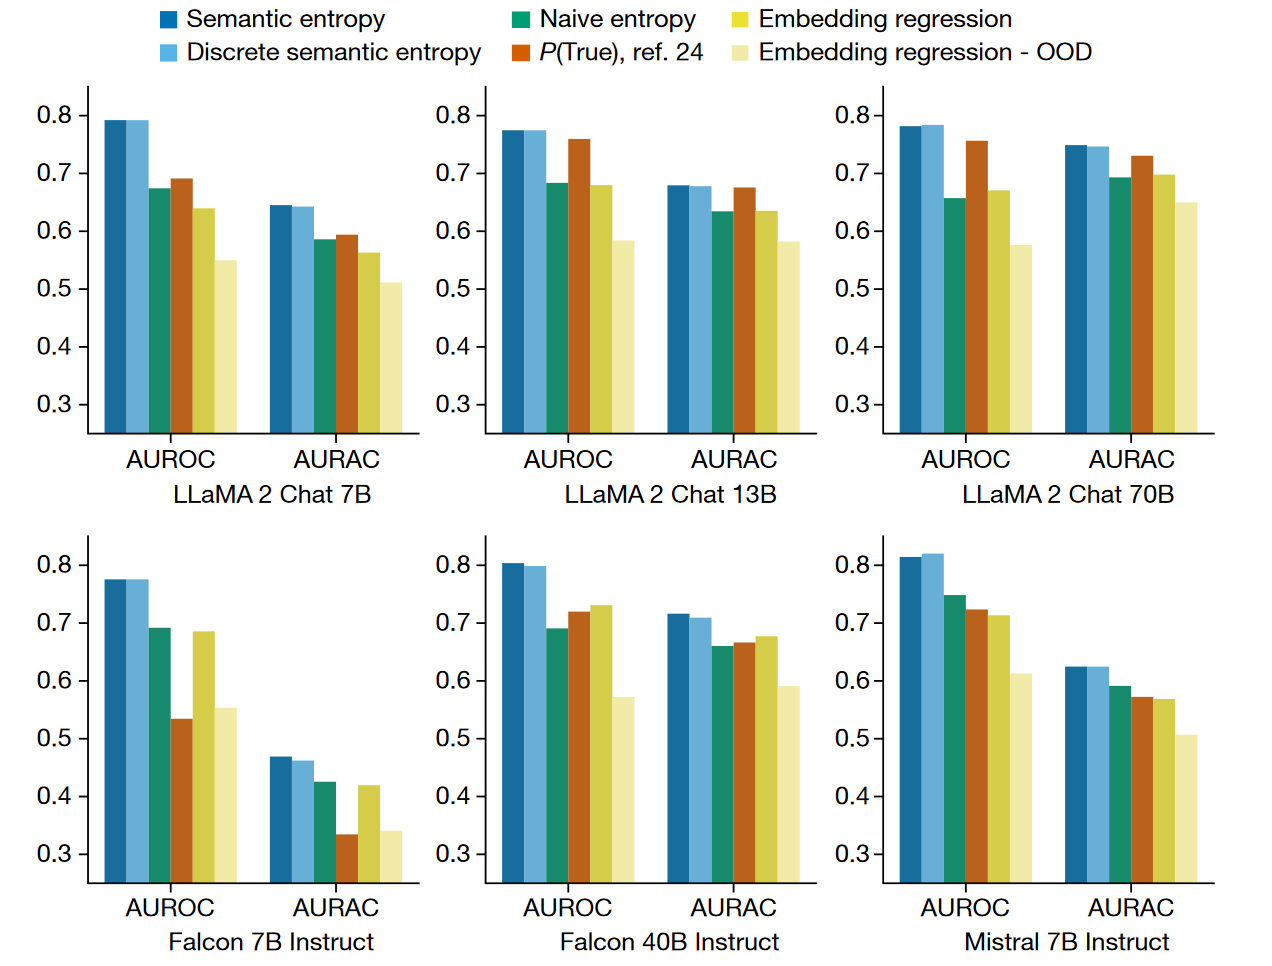 Semantic entropy
Naive entropy
Embedding regression
Discrete semantic entropy
P(True), ref. 24
Embedding regression - OOD
0.8
0.7
0.6
0.5
0.4
0.3
AUROC
AURAC
LLaMA 2 Chat 7B
0.8
0.7
0.6
0.5
0.4
0.3
AUROC
AURAC
LLaMA 2 Chat 13B
0.8
0.7
0.6
0.5
0.4
0.3
AUROC
AURAC
LLaMA 2 Chat 70B
0.8
0.7
0.6
0.5
0.4
0.3
AUROC
AURAC
Falcon 7B Instruct
0.8
0.7
0.6
0.5
0.4
0.3
AUROC
AURAC
Falcon 40B Instruct
0.8
0.7
0.6
0.5
0.4
0.3
AUROC
AURAC
Mistral 7B Instruct